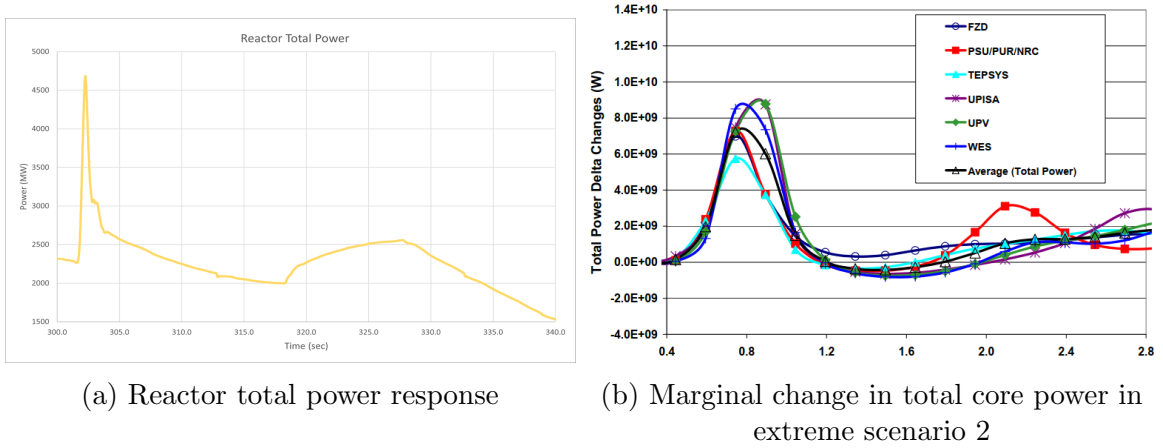 Reactor Total Power
Power (MW)
5000
4500
4000
3500
3000
2500
2000
1500
300.0 305.0 310.0 315.0 320.0 325.0 330.0 335.0 340.0
Time (sec)
(a) Reactor total power response
Total Power Delta Changes (W)
1.4E+10
1.2E+10
1.0E+10
8.0E+09
6.0E+09
4.0E+09
2.0E+09
0.0E+00
-2.0E+09
-4.0E+09
0.4 0.8 1.2 1.6 2.0 2.4 2.8
FZD
PSU/PUR/NRC
TEPSYS
UPISA
UPV
WES
Average (Total Power)
(b) Marginal change in total core power in
extreme scenario 2